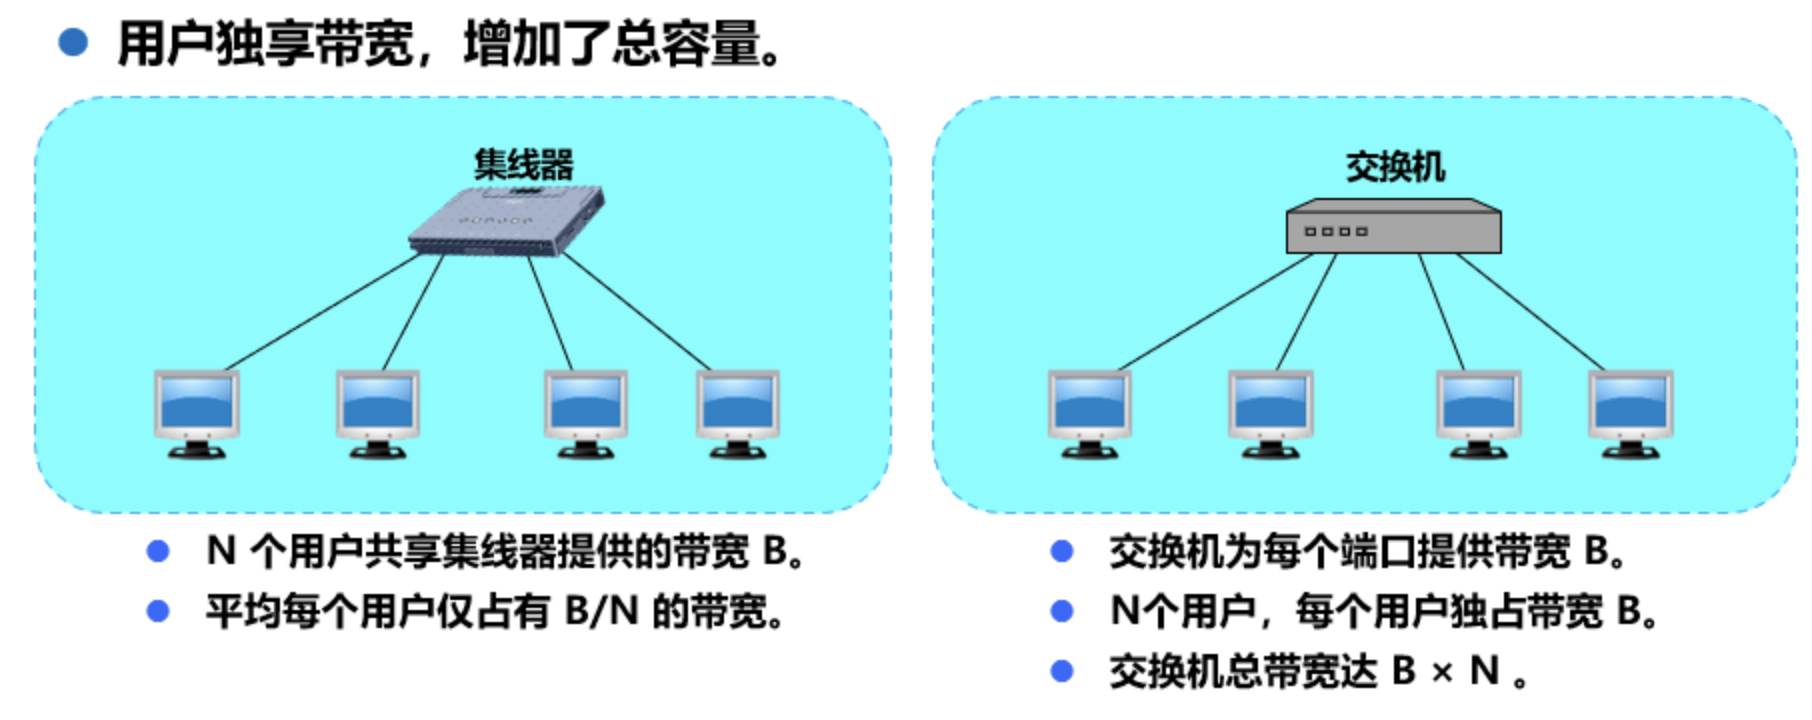 用户独享带宽，增加了总容量。
集线器
N 个用户共享集线器提供的带宽 B。
平均每个用户仅占有 B/N 的带宽。
交换机
交换机为每个端口提供带宽 B。
N个用户，每个用户独占带宽 B。
交换机总带宽达 B × N 。